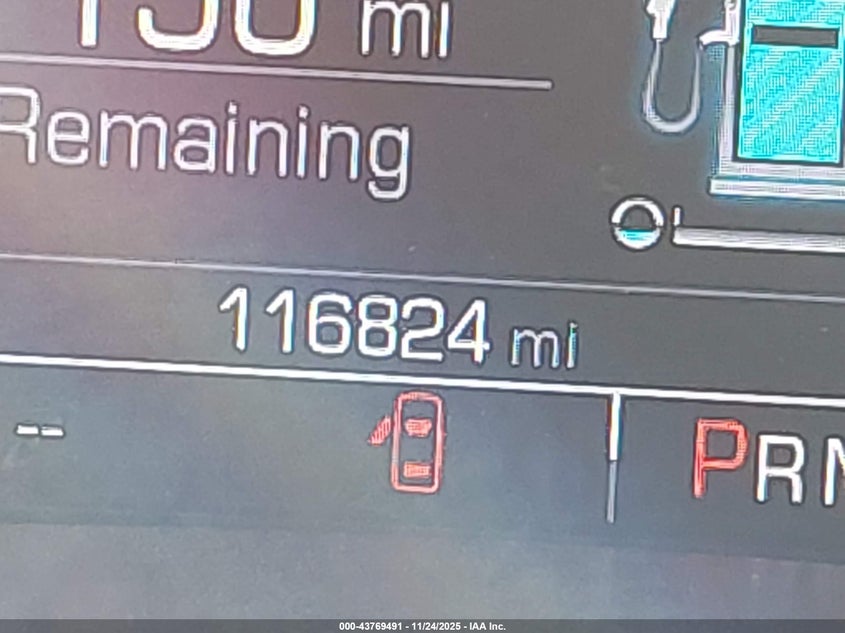 mi
Remaining
116824 mi
--
PRN
000-43769491 - 11/24/2025 - IAA Inc.